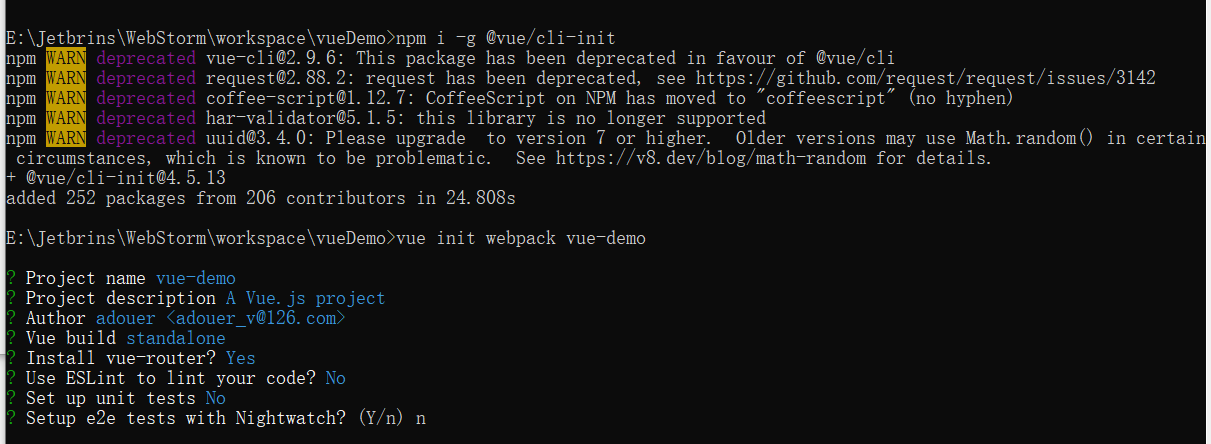 E:\Jetbrins\WebStorm\workspace\vueDemo>npm i -g @vue/cli-init
npm WARN deprecated vue-cli@2.9.6: This package has been deprecated in favour of @vue/cli
npm WARN deprecated request@2.88.2: request has been deprecated, see https://github.com/request/request/issues/3142
npm WARN deprecated coffee-script@1.12.7: CoffeeScript on NPM has moved to "coffeescript" (no hyphen)
npm WARN deprecated har-validator@5.1.5: this library is no longer supported
npm WARN deprecated uuid@3.4.0: Please upgrade  to version 7 or higher.  Older versions may use Math.random() in certain
 circumstances, which is known to be problematic.  See https://v8.dev/blog/math-random for details.
+ @vue/cli-init@4.5.13
added 252 packages from 206 contributors in 24.808s
E:\Jetbrins\WebStorm\workspace\vueDemo>vue init webpack vue-demo
? Project name vue-demo
? Project description A Vue.js project
? Author adouer <adouer_v@126.com>
? Vue build standalone
? Install vue-router? Yes
? Use ESLint to lint your code? No
? Set up unit tests No
? Setup e2e tests with Nightwatch? (Y/n) n